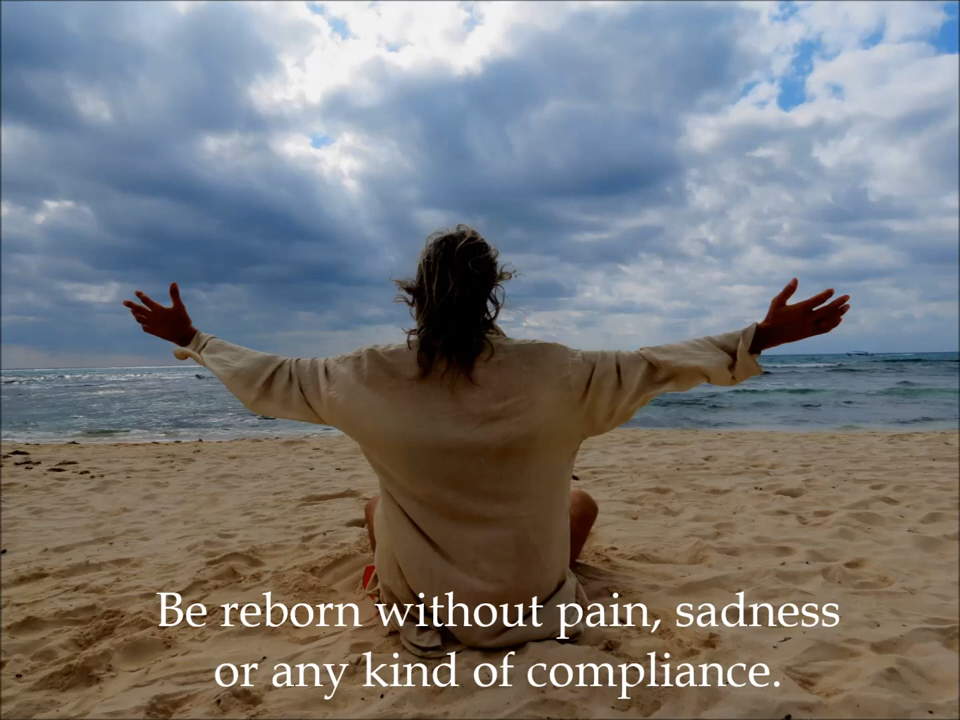 Be reborn without pain, sadness
or any kind of compliance.